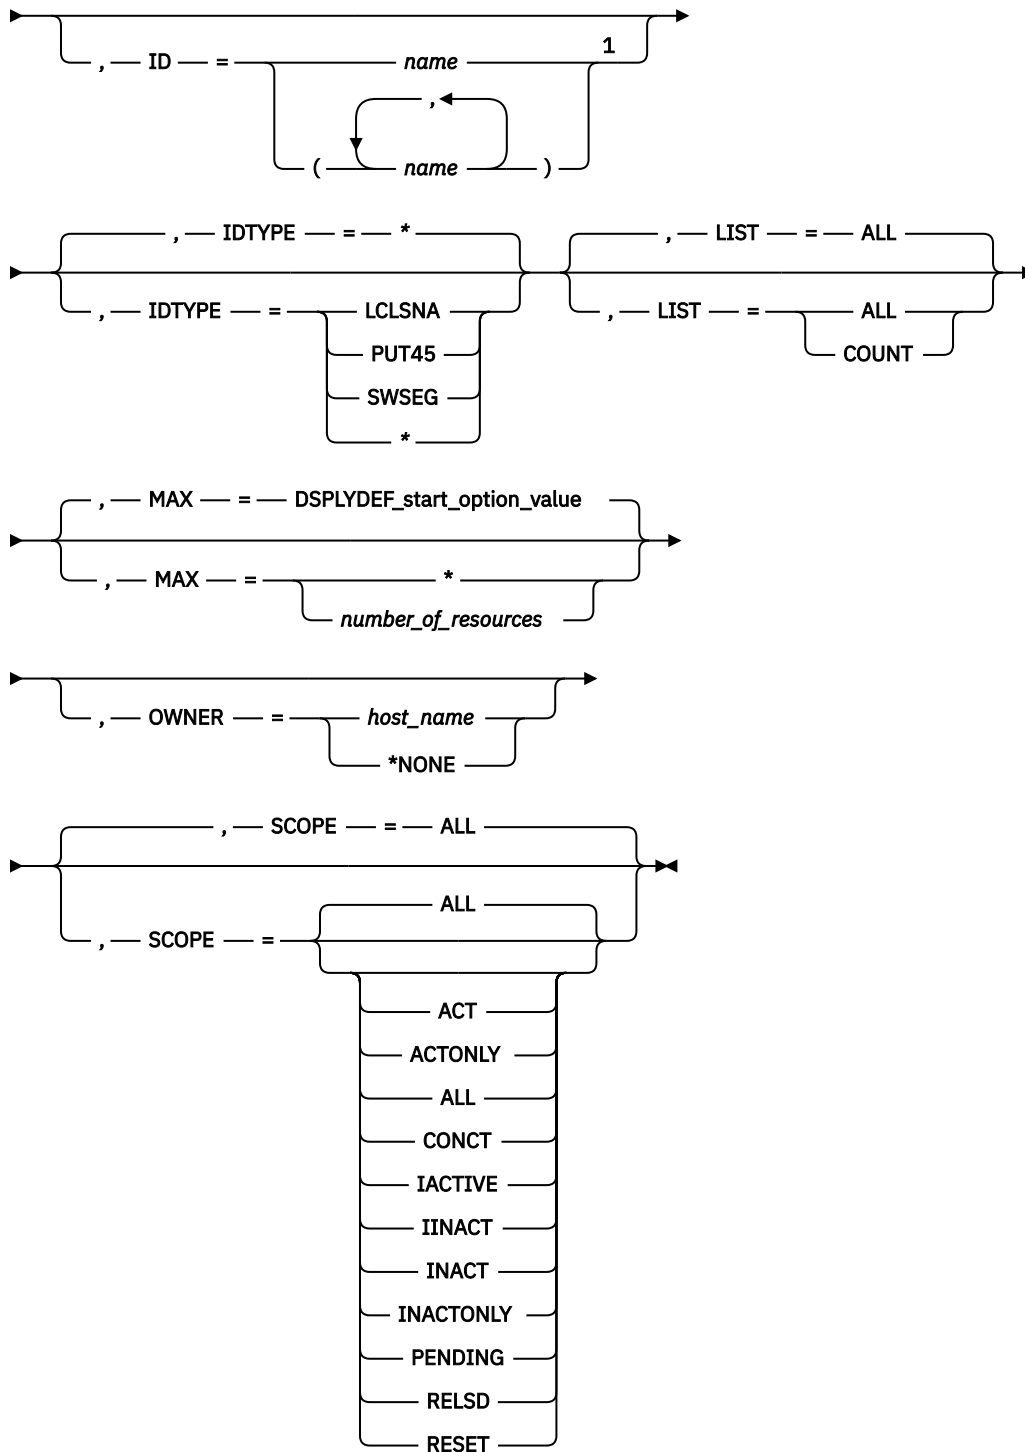 1
, ID = name
,
( name )
, IDTYPE = * , LIST = ALL
, IDTYPE = LCLSNA , LIST = ALL
PUT45 COUNT
SWSEG
*
, MAX = DSPLYDEF_start_option_value
, MAX = *
number_of_resources
, OWNER = host_name
*NONE
, SCOPE = ALL
ALL
, SCOPE =
ACT
ACTONLY
ALL
CONCT
IACTIVE
IINACT
INACT
INACTONLY
PENDING
RELSD
RESET